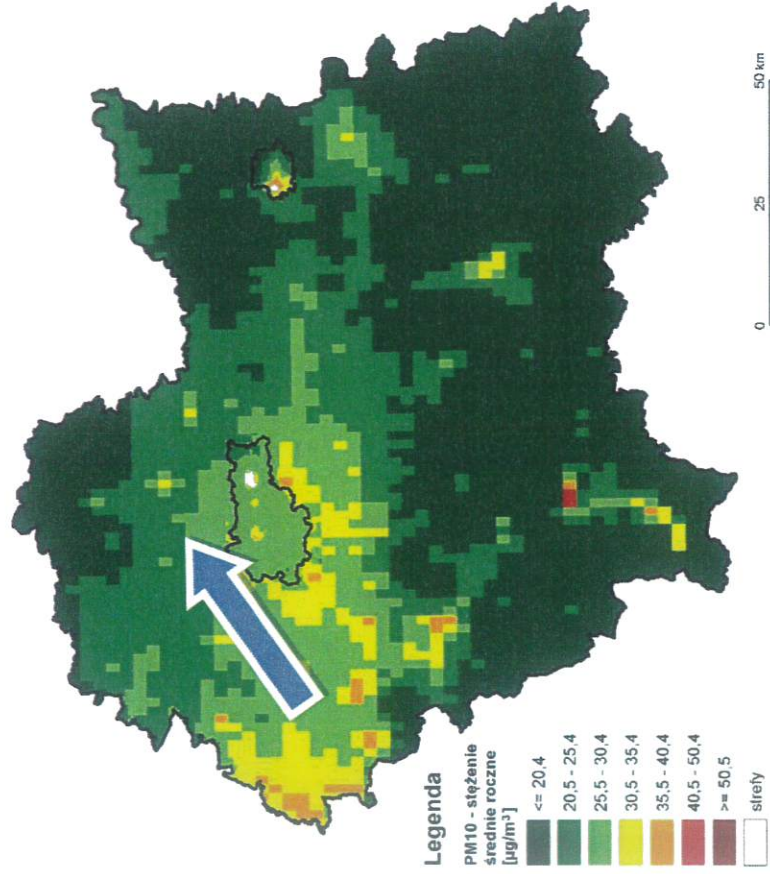 Legenda
PM10 - stężenie
średnie roczne
[µg/m³]
<= 20,4
20,5 - 25,4
25,5 - 30,4
30,5 - 35,4
35,5 - 40,4
40,5 - 50,4
>= 50,5
strefy
0 25 50 km